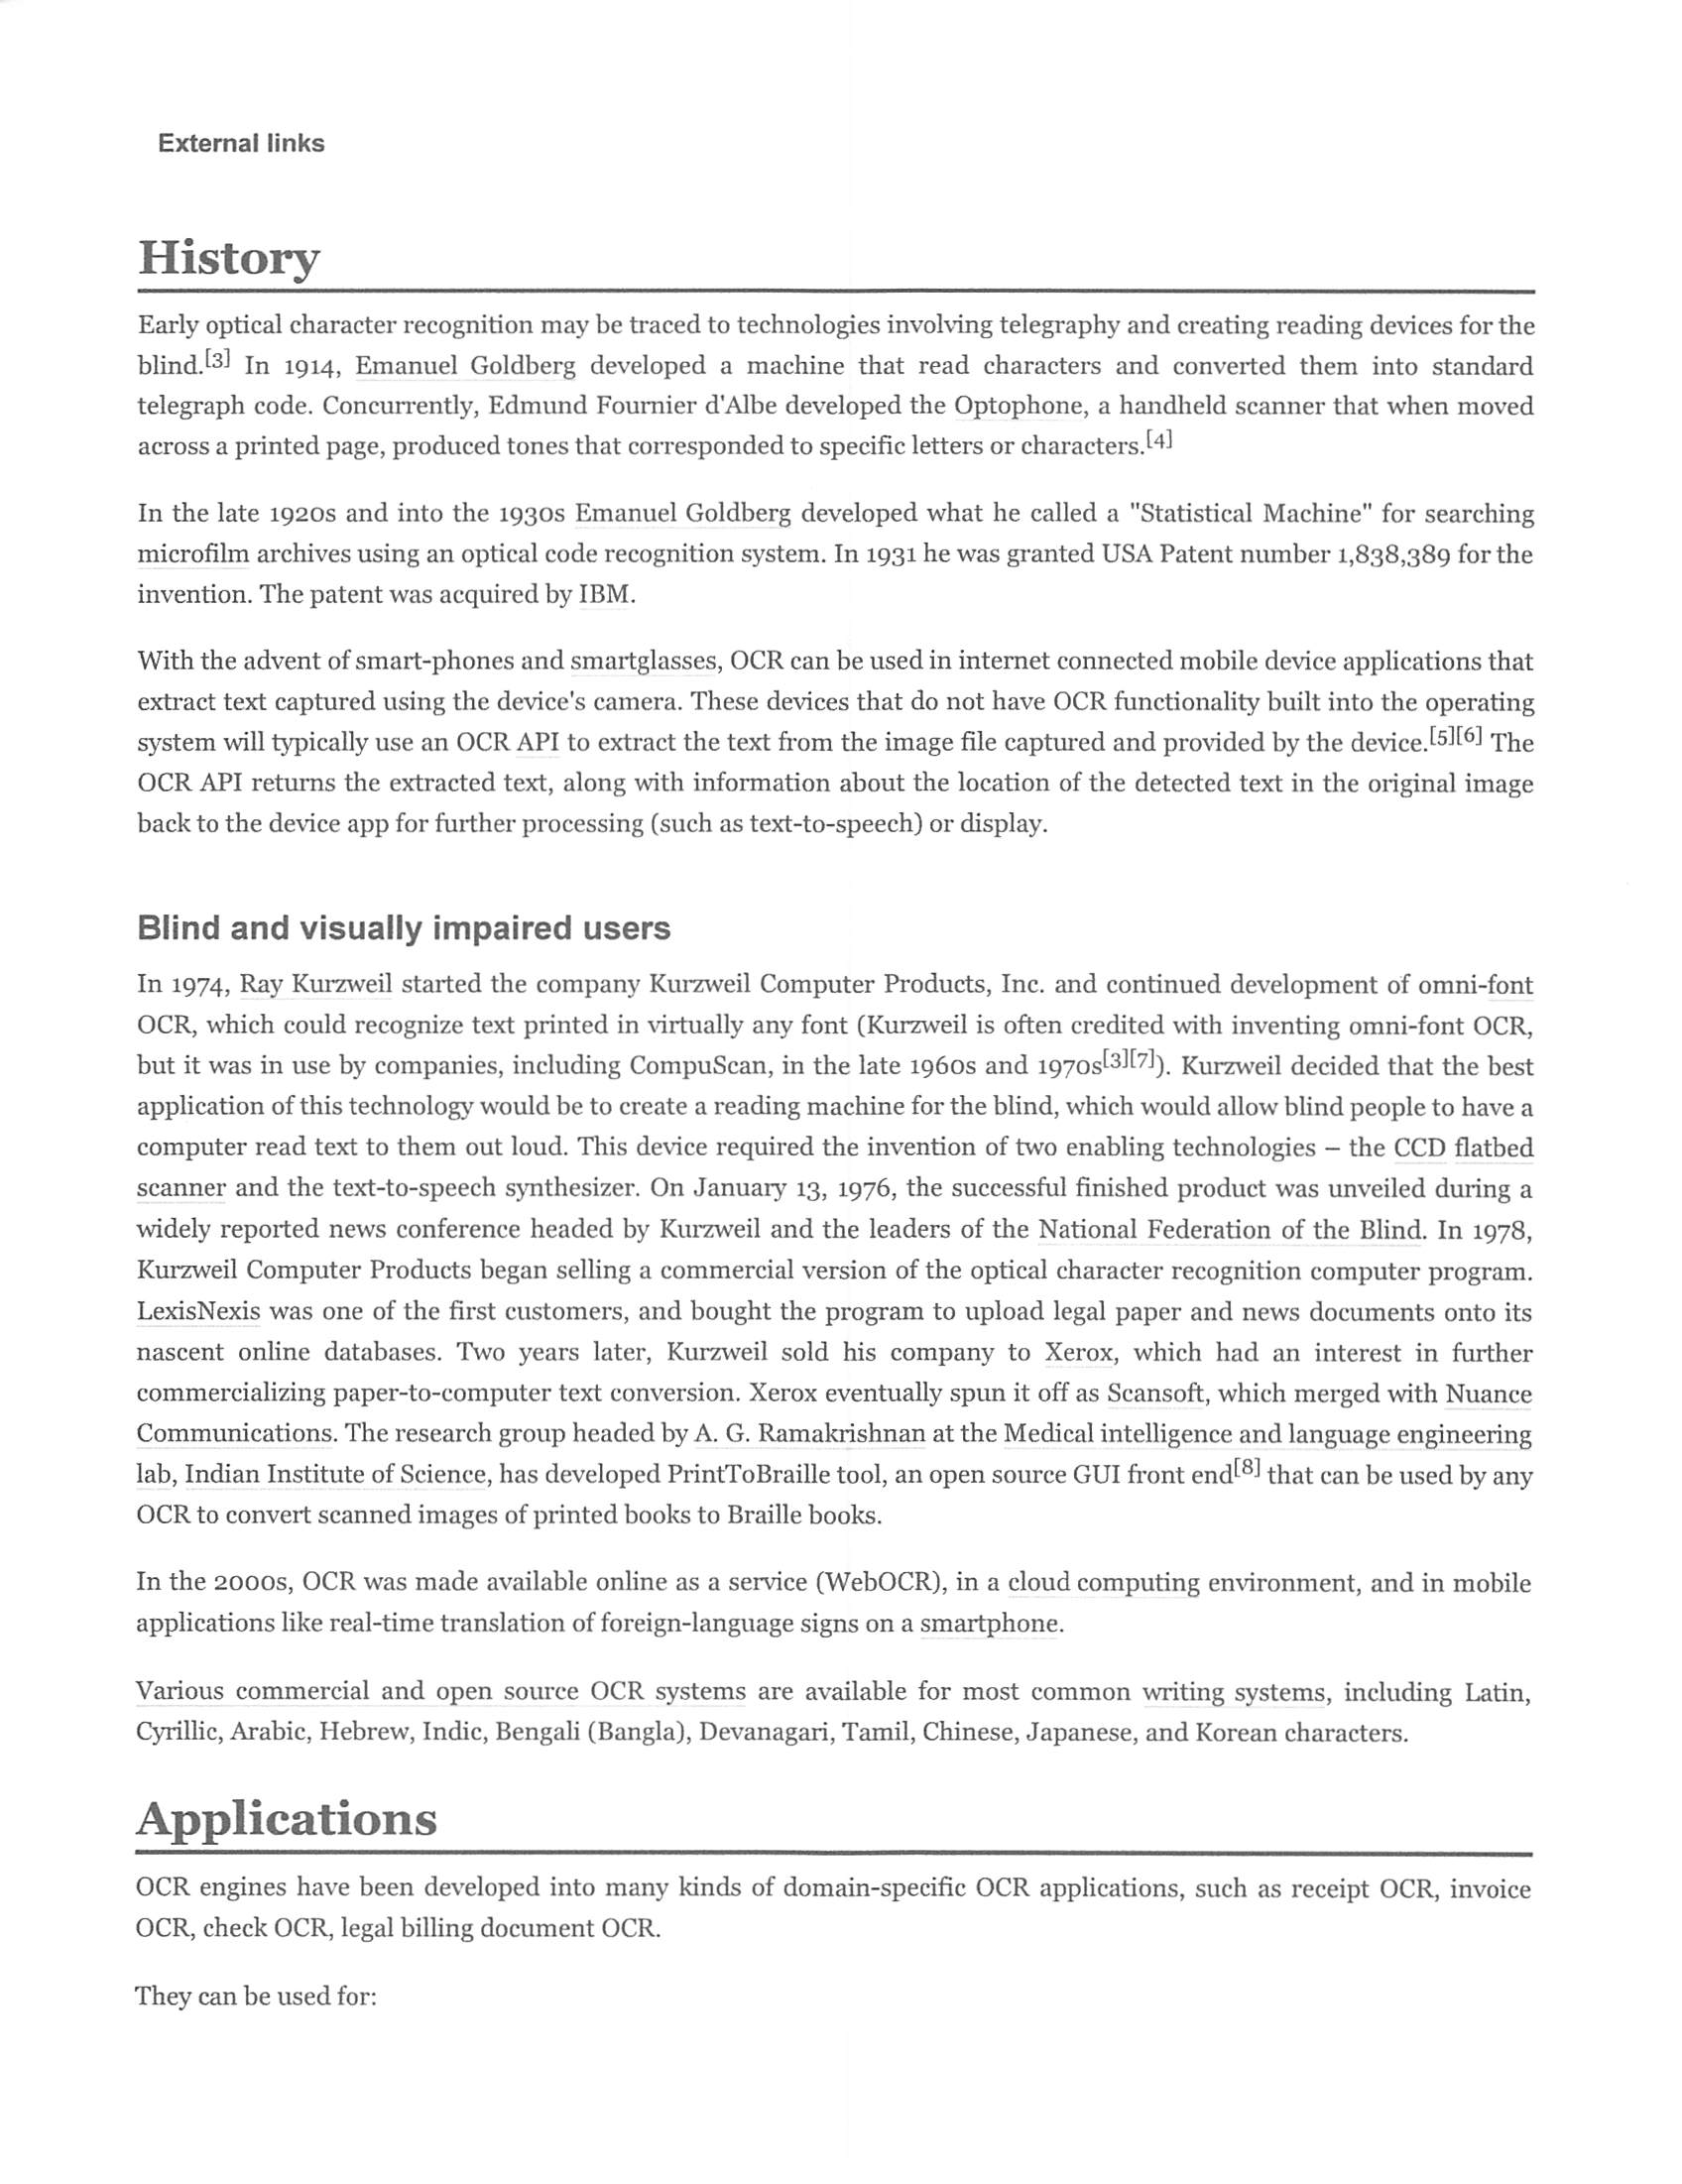 External links
History
Early optical character recognition may be traced to technologies involving telegraphy and creating reading devices for the
blind.[3] In 1914, Emanuel Goldberg developed a machine that read characters and converted them into standard
telegraph code. Concurrently, Edmund Fournier d'Albe developed the Optophone, a handheld scanner that when moved
across a printed page, produced tones that corresponded to specific letters or characters.[4]
In the late 1920s and into the 1930s Emanuel Goldberg developed what he called a "Statistical Machine" for searching
microfilm archives using an optical code recognition system. In 1931 he was granted USA Patent number 1,838,389 for the
invention. The patent was acquired by IBM.
With the advent of smart-phones and smartglasses, OCR can be used in internet connected mobile device applications that
extract text captured using the device's camera. These devices that do not have OCR functionality built into the operating
system will typically use an OCR API to extract the text from the image file captured and provided by the device.[5][6] The
OCR API returns the extracted text, along with information about the location of the detected text in the original image
back to the device app for further processing (such as text-to-speech) or display.
Blind and visually impaired users
In 1974, Ray Kurzweil started the company Kurzweil Computer Products, Inc. and continued development of omni-font
OCR, which could recognize text printed in virtually any font (Kurzweil is often credited with inventing omni-font OCR,
but it was in use by companies, including CompuScan, in the late 1960s and 1970s[3][7]). Kurzweil decided that the best
application of this technology would be to create a reading machine for the blind, which would allow blind people to have a
computer read text to them out loud. This device required the invention of two enabling technologies – the CCD flatbed
scanner and the text-to-speech synthesizer. On January 13, 1976, the successful finished product was unveiled during a
widely reported news conference headed by Kurzweil and the leaders of the National Federation of the Blind. In 1978,
Kurzweil Computer Products began selling a commercial version of the optical character recognition computer program.
LexisNexis was one of the first customers, and bought the program to upload legal paper and news documents onto its
nascent online databases. Two years later, Kurzweil sold his company to Xerox, which had an interest in further
commercializing paper-to-computer text conversion. Xerox eventually spun it off as Scansoft, which merged with Nuance
Communications. The research group headed by A. G. Ramakrishnan at the Medical intelligence and language engineering
lab, Indian Institute of Science, has developed PrintToBraille tool, an open source GUI front end[8] that can be used by any
OCR to convert scanned images of printed books to Braille books.
In the 2000s, OCR was made available online as a service (WebOCR), in a cloud computing environment, and in mobile
applications like real-time translation of foreign-language signs on a smartphone.
Various commercial and open source OCR systems are available for most common writing systems, including Latin,
Cyrillic, Arabic, Hebrew, Indic, Bengali (Bangla), Devanagari, Tamil, Chinese, Japanese, and Korean characters.
Applications
OCR engines have been developed into many kinds of domain-specific OCR applications, such as receipt OCR, invoice
OCR, check OCR, legal billing document OCR.
They can be used for: